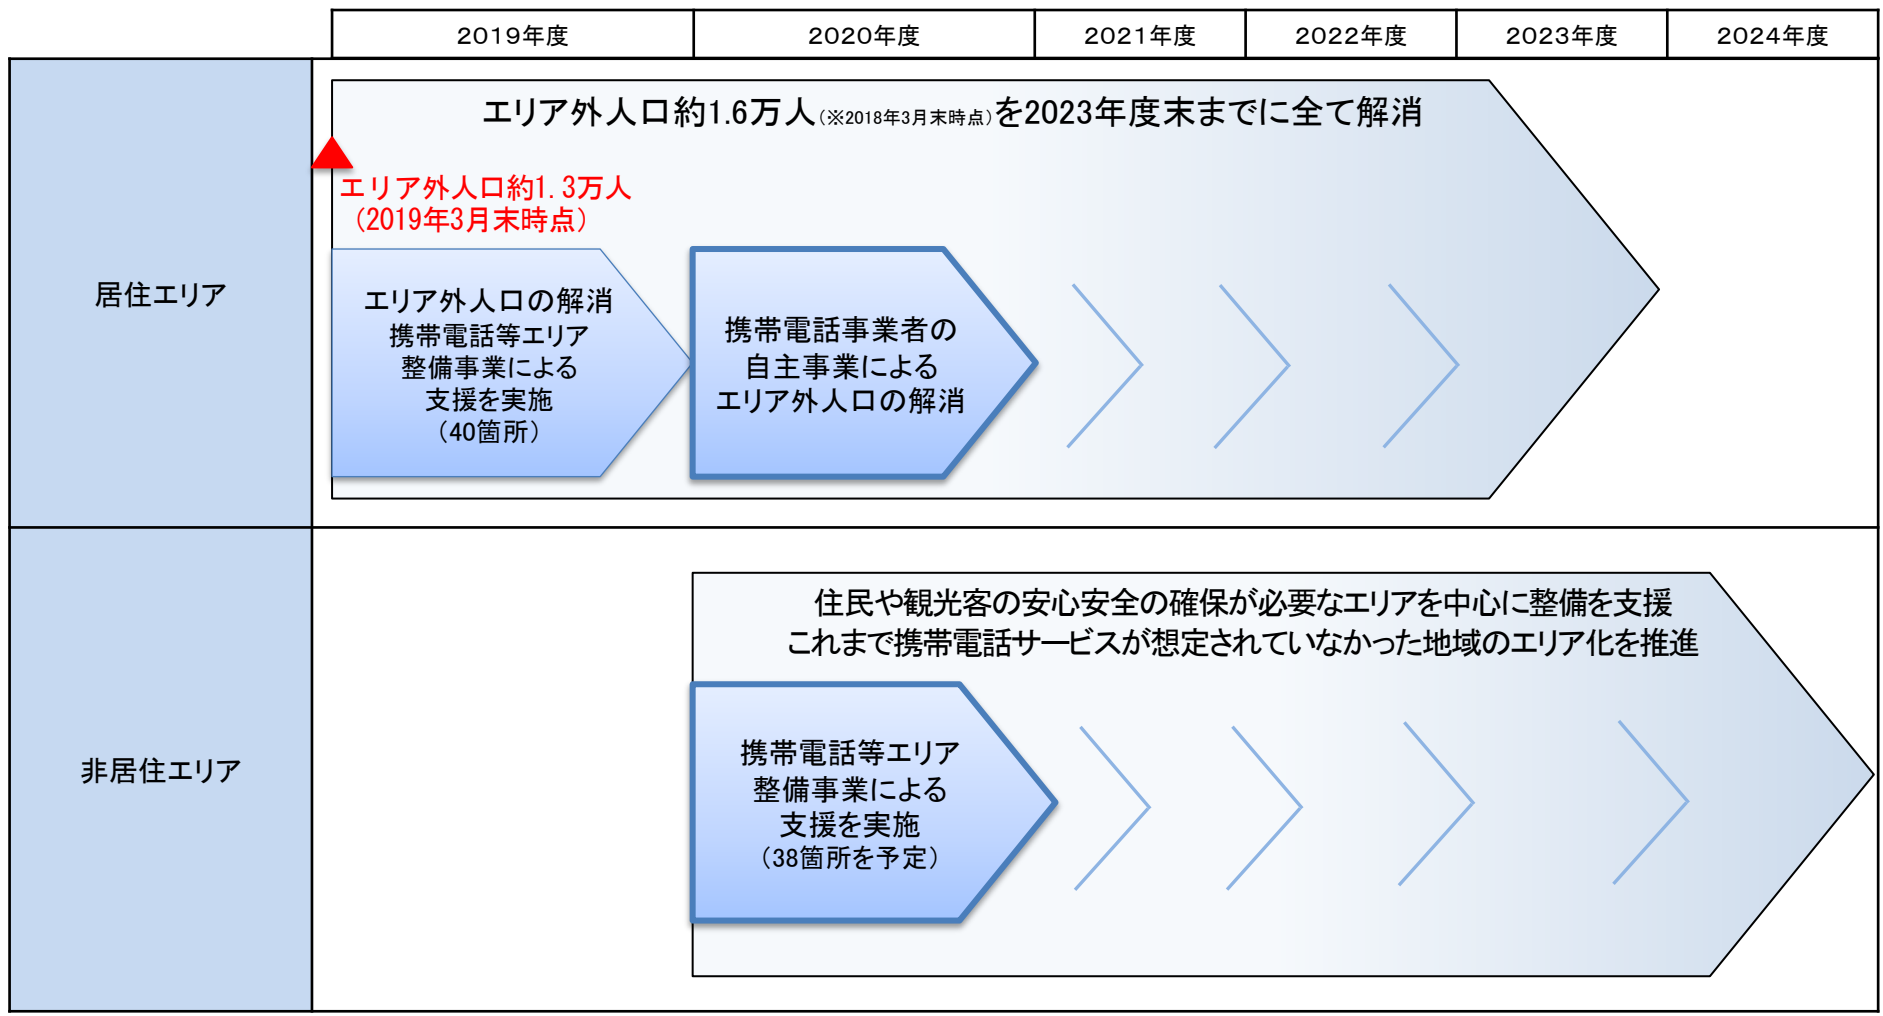 2019年度
2020年度
2021年度
2022年度
2023年度
2024年度
居住エリア
エリア外人口約1.6万人(※2018年3月末時点)を2023年度末までに全て解消
エリア外人口約1.3万人
(2019年3月末時点)
エリア外人口の解消
携帯電話等エリア
整備事業による
支援を実施
(40箇所)
携帯電話事業者の
自主事業による
エリア外人口の解消
非居住エリア
住民や観光客の安心安全の確保が必要なエリアを中心に整備を支援
これまで携帯電話サービスが想定されていなかった地域のエリア化を推進
携帯電話等エリア
整備事業による
支援を実施
(38箇所を予定)